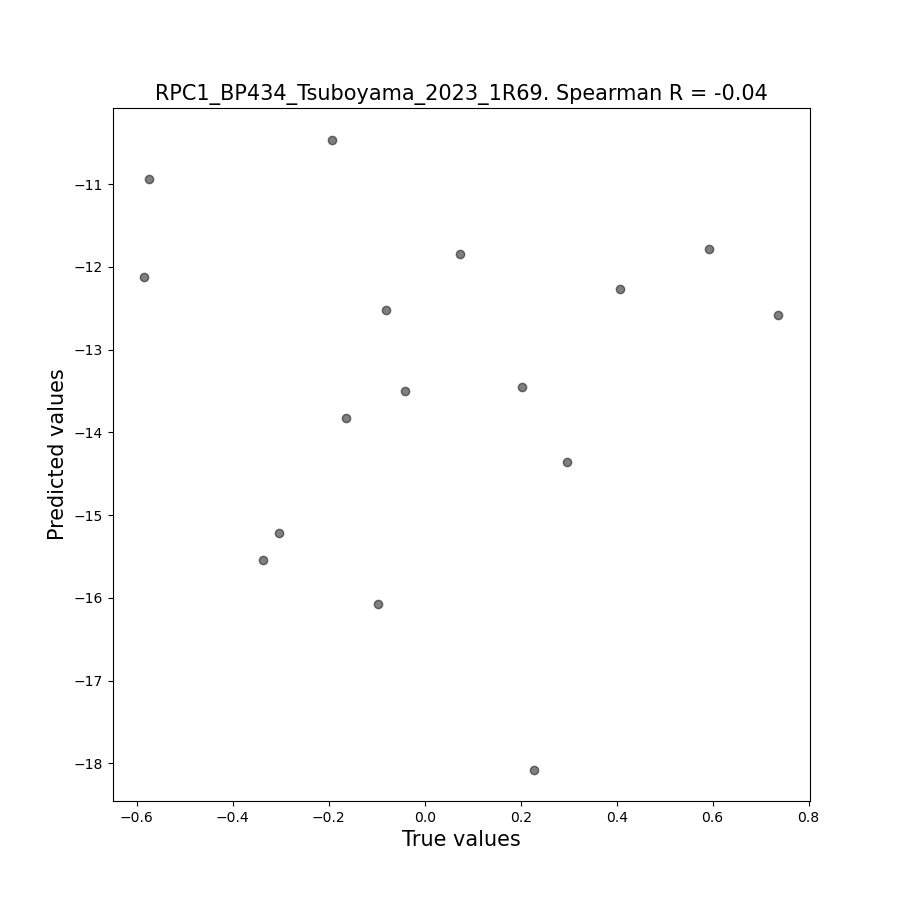 RPC1_BP434_Tsuboyama_2023_1R69. Spearman R = -0.04
Predicted values
−11
−12
−13
−14
−15
−16
−17
−18
−0.6 −0.4 −0.2 0.0 0.2 0.4 0.6 0.8
True values